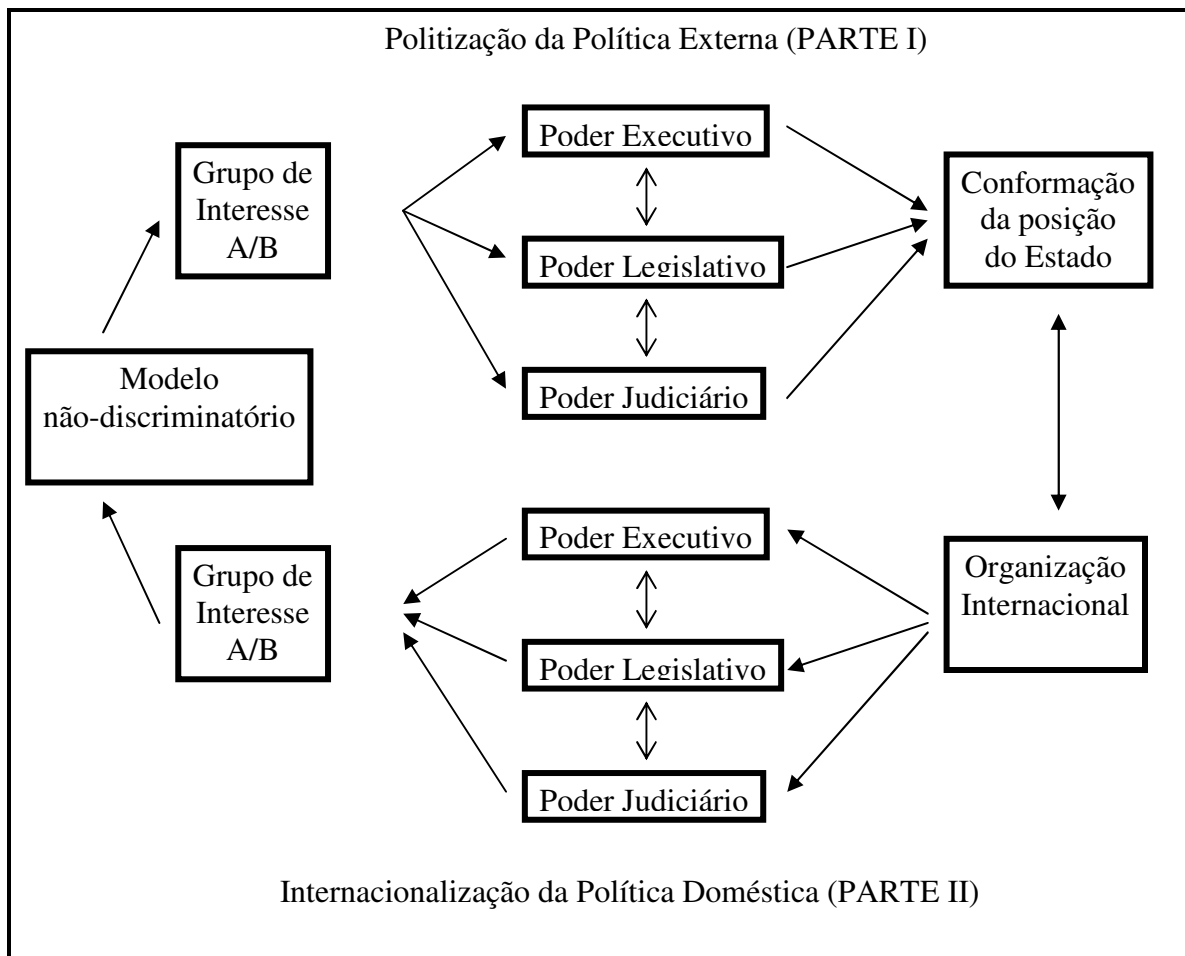 Politização da Política Externa (PARTE I)
Grupo de
Interesse
A/B
Poder Executivo
Poder Legislativo
Poder Judiciário
Conformação
da posição
do Estado
Modelo
não-discriminatório
Grupo de
Interesse
A/B
Poder Executivo
Poder Legislativo
Poder Judiciário
Organização
Internacional
Internacionalização da Política Doméstica (PARTE II)